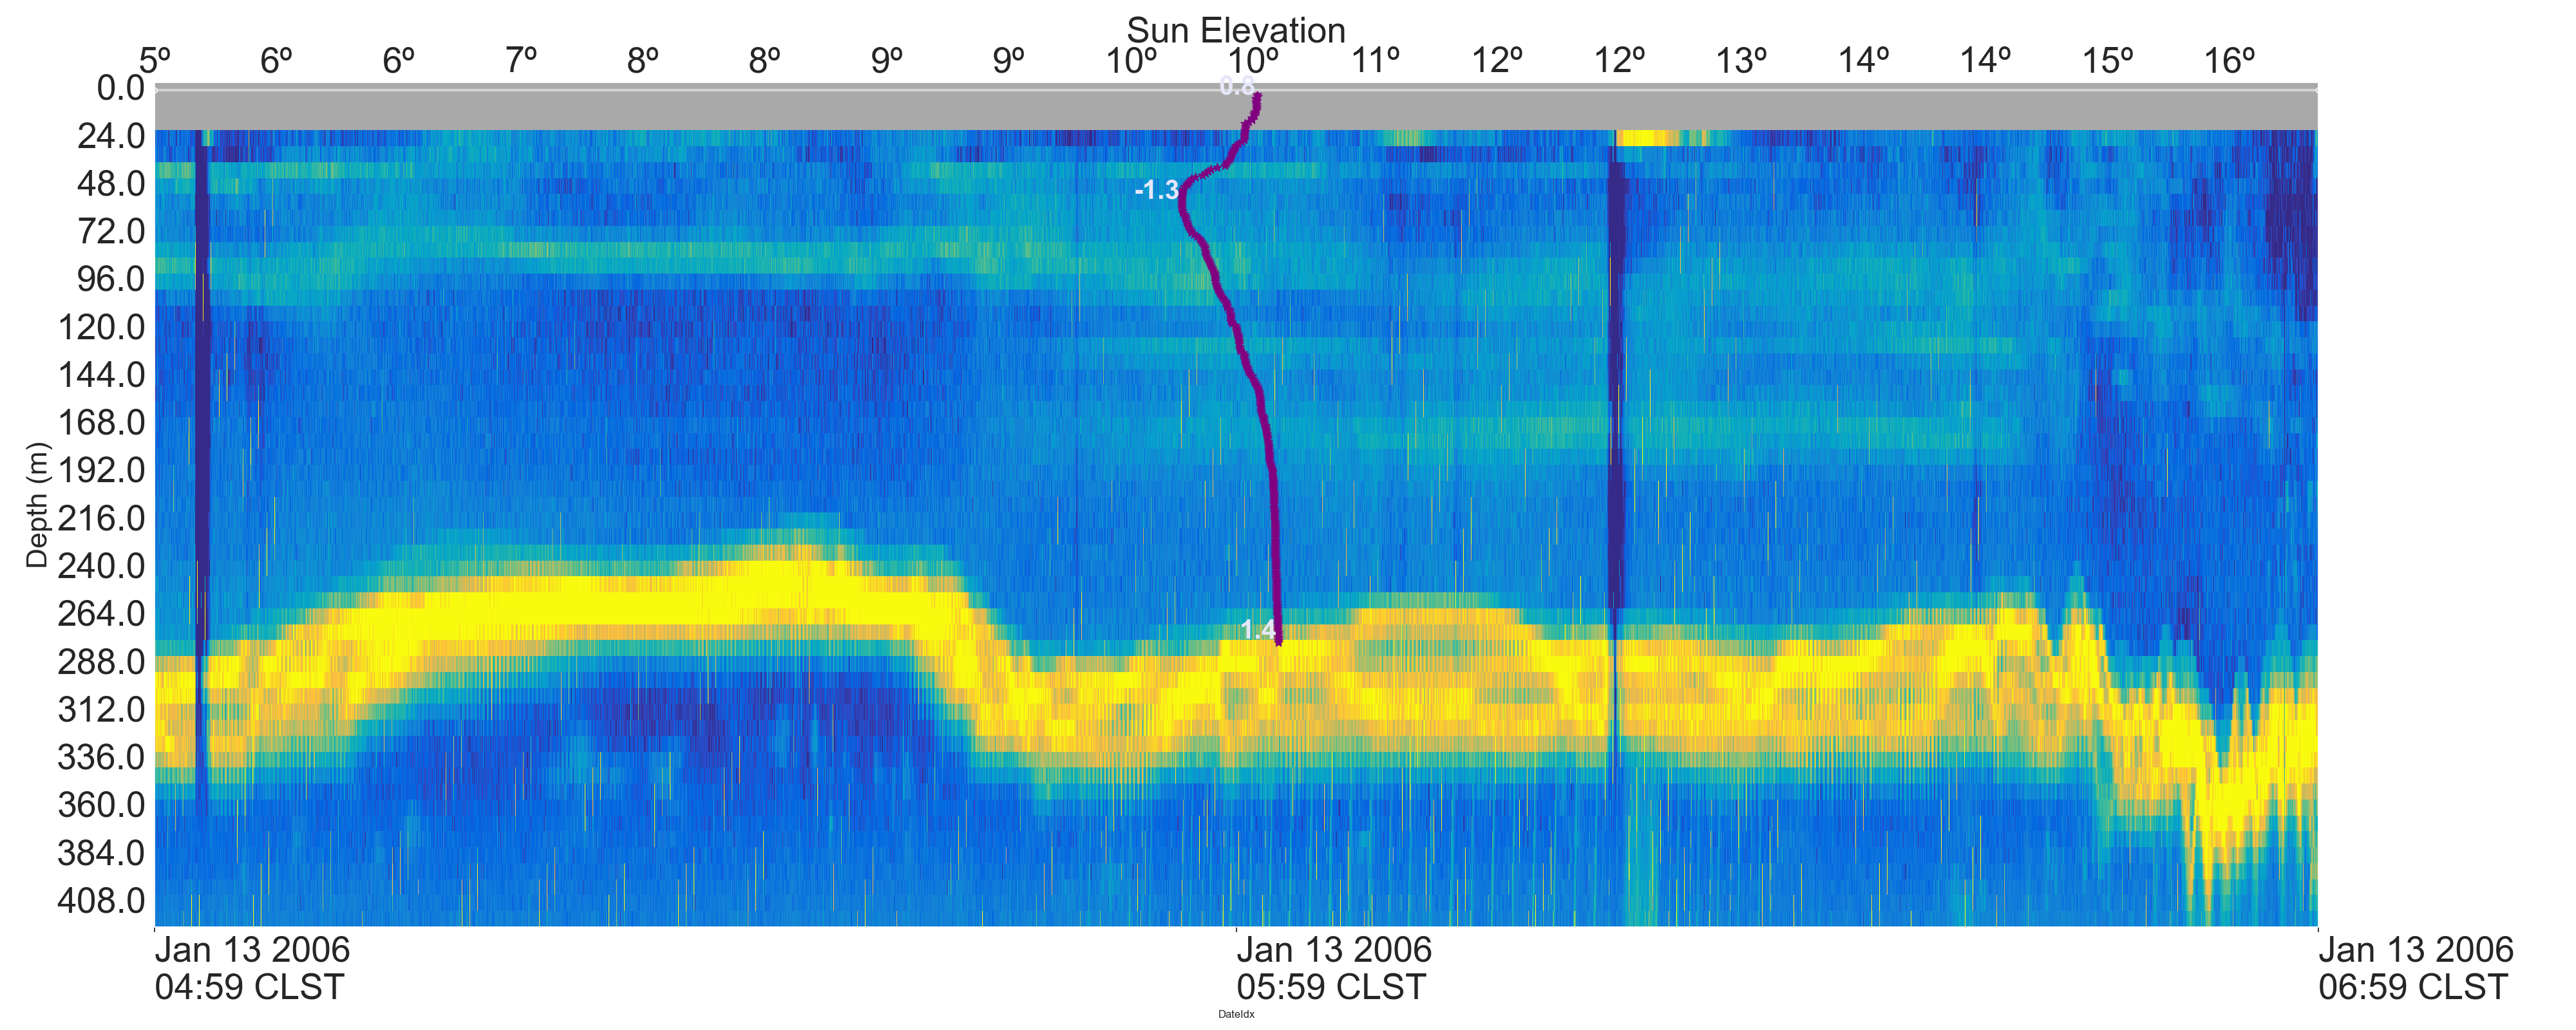 Sun Elevation
5º 6º 6º 7º 8º 8º 9º 9º 10º 10º 11º 12º 12º 13º 14º 14º 15º 16º
0.0
0.8
24.0
48.0
-1.3
72.0
96.0
120.0
144.0
168.0
192.0
216.0
240.0
264.0
1.4
288.0
312.0
336.0
360.0
384.0
408.0
Depth (m)
Jan 13 2006
04:59 CLST
Jan 13 2006
05:59 CLST
Jan 13 2006
06:59 CLST
DateIdx